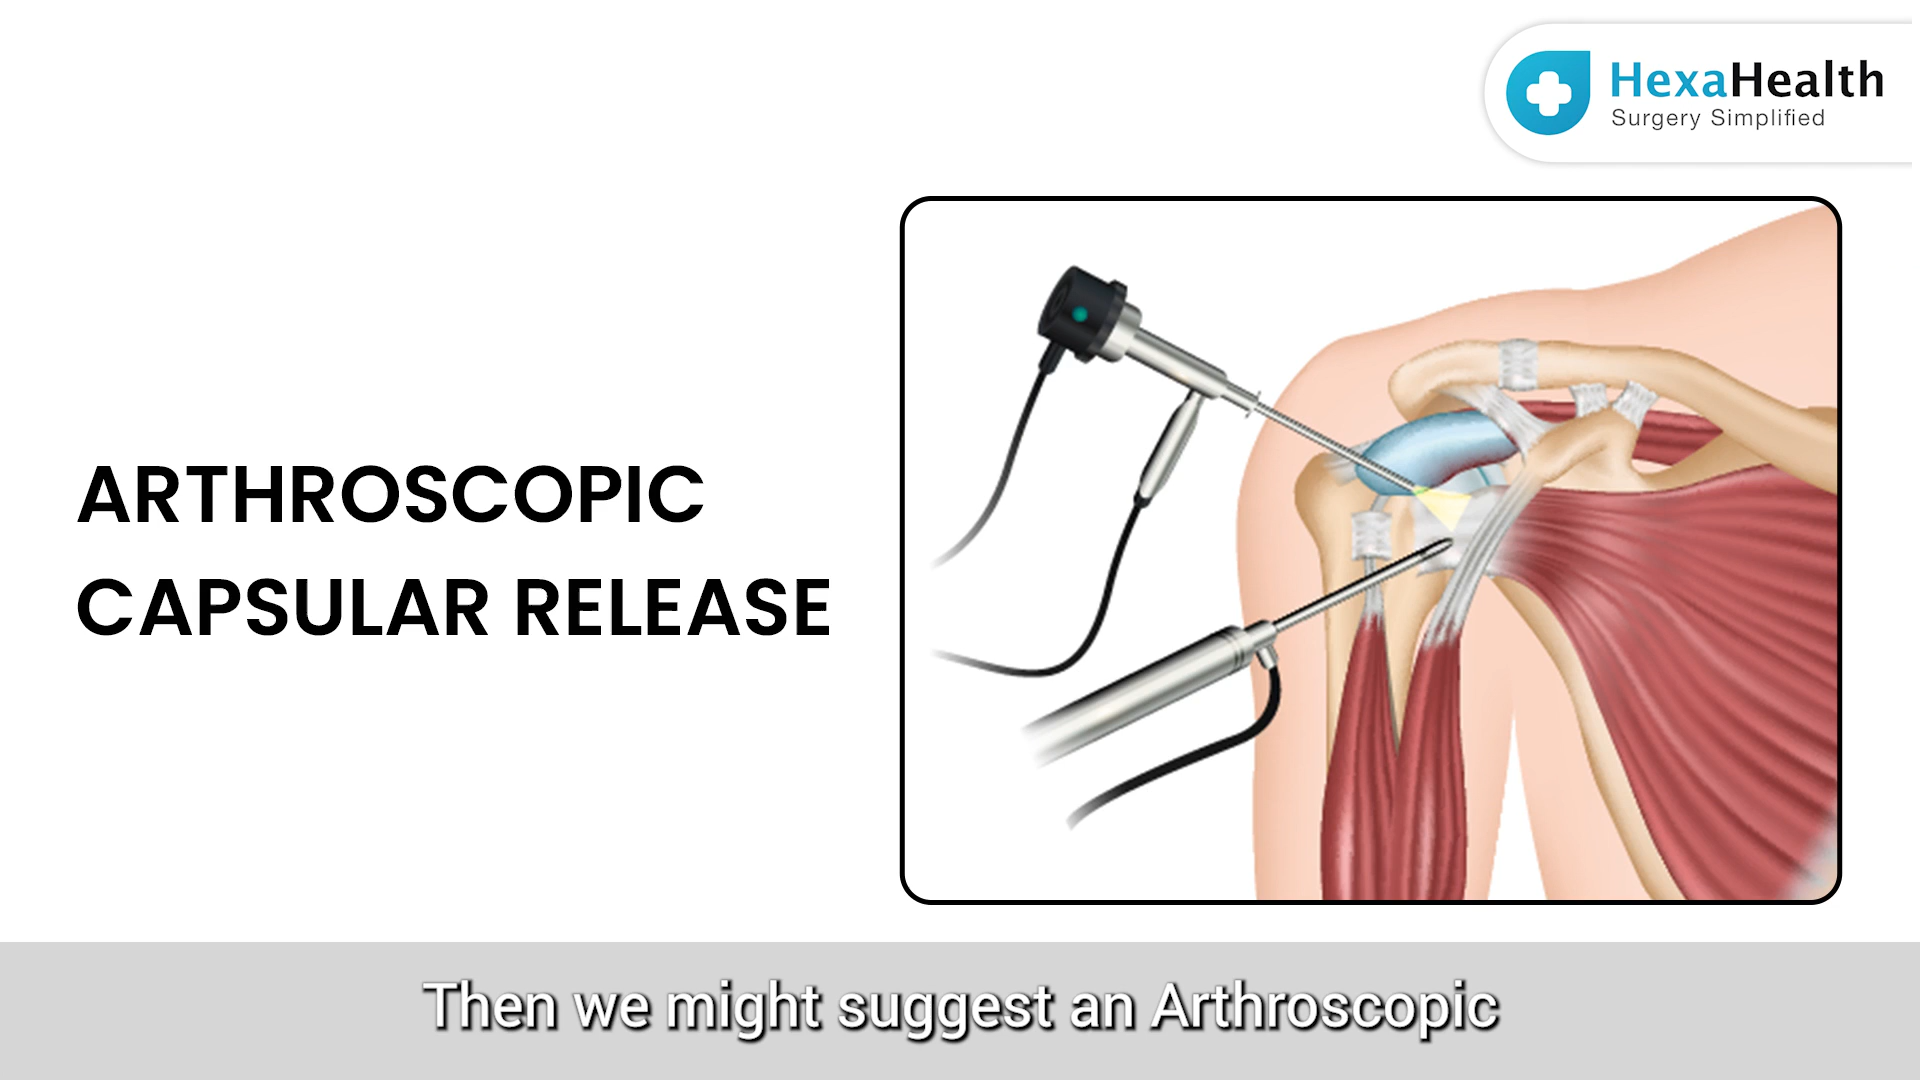 HexaHealth
Surgery Simplified
ARTHROSCOPIC
CAPSULAR RELEASE
Then we might suggest an Arthroscopic